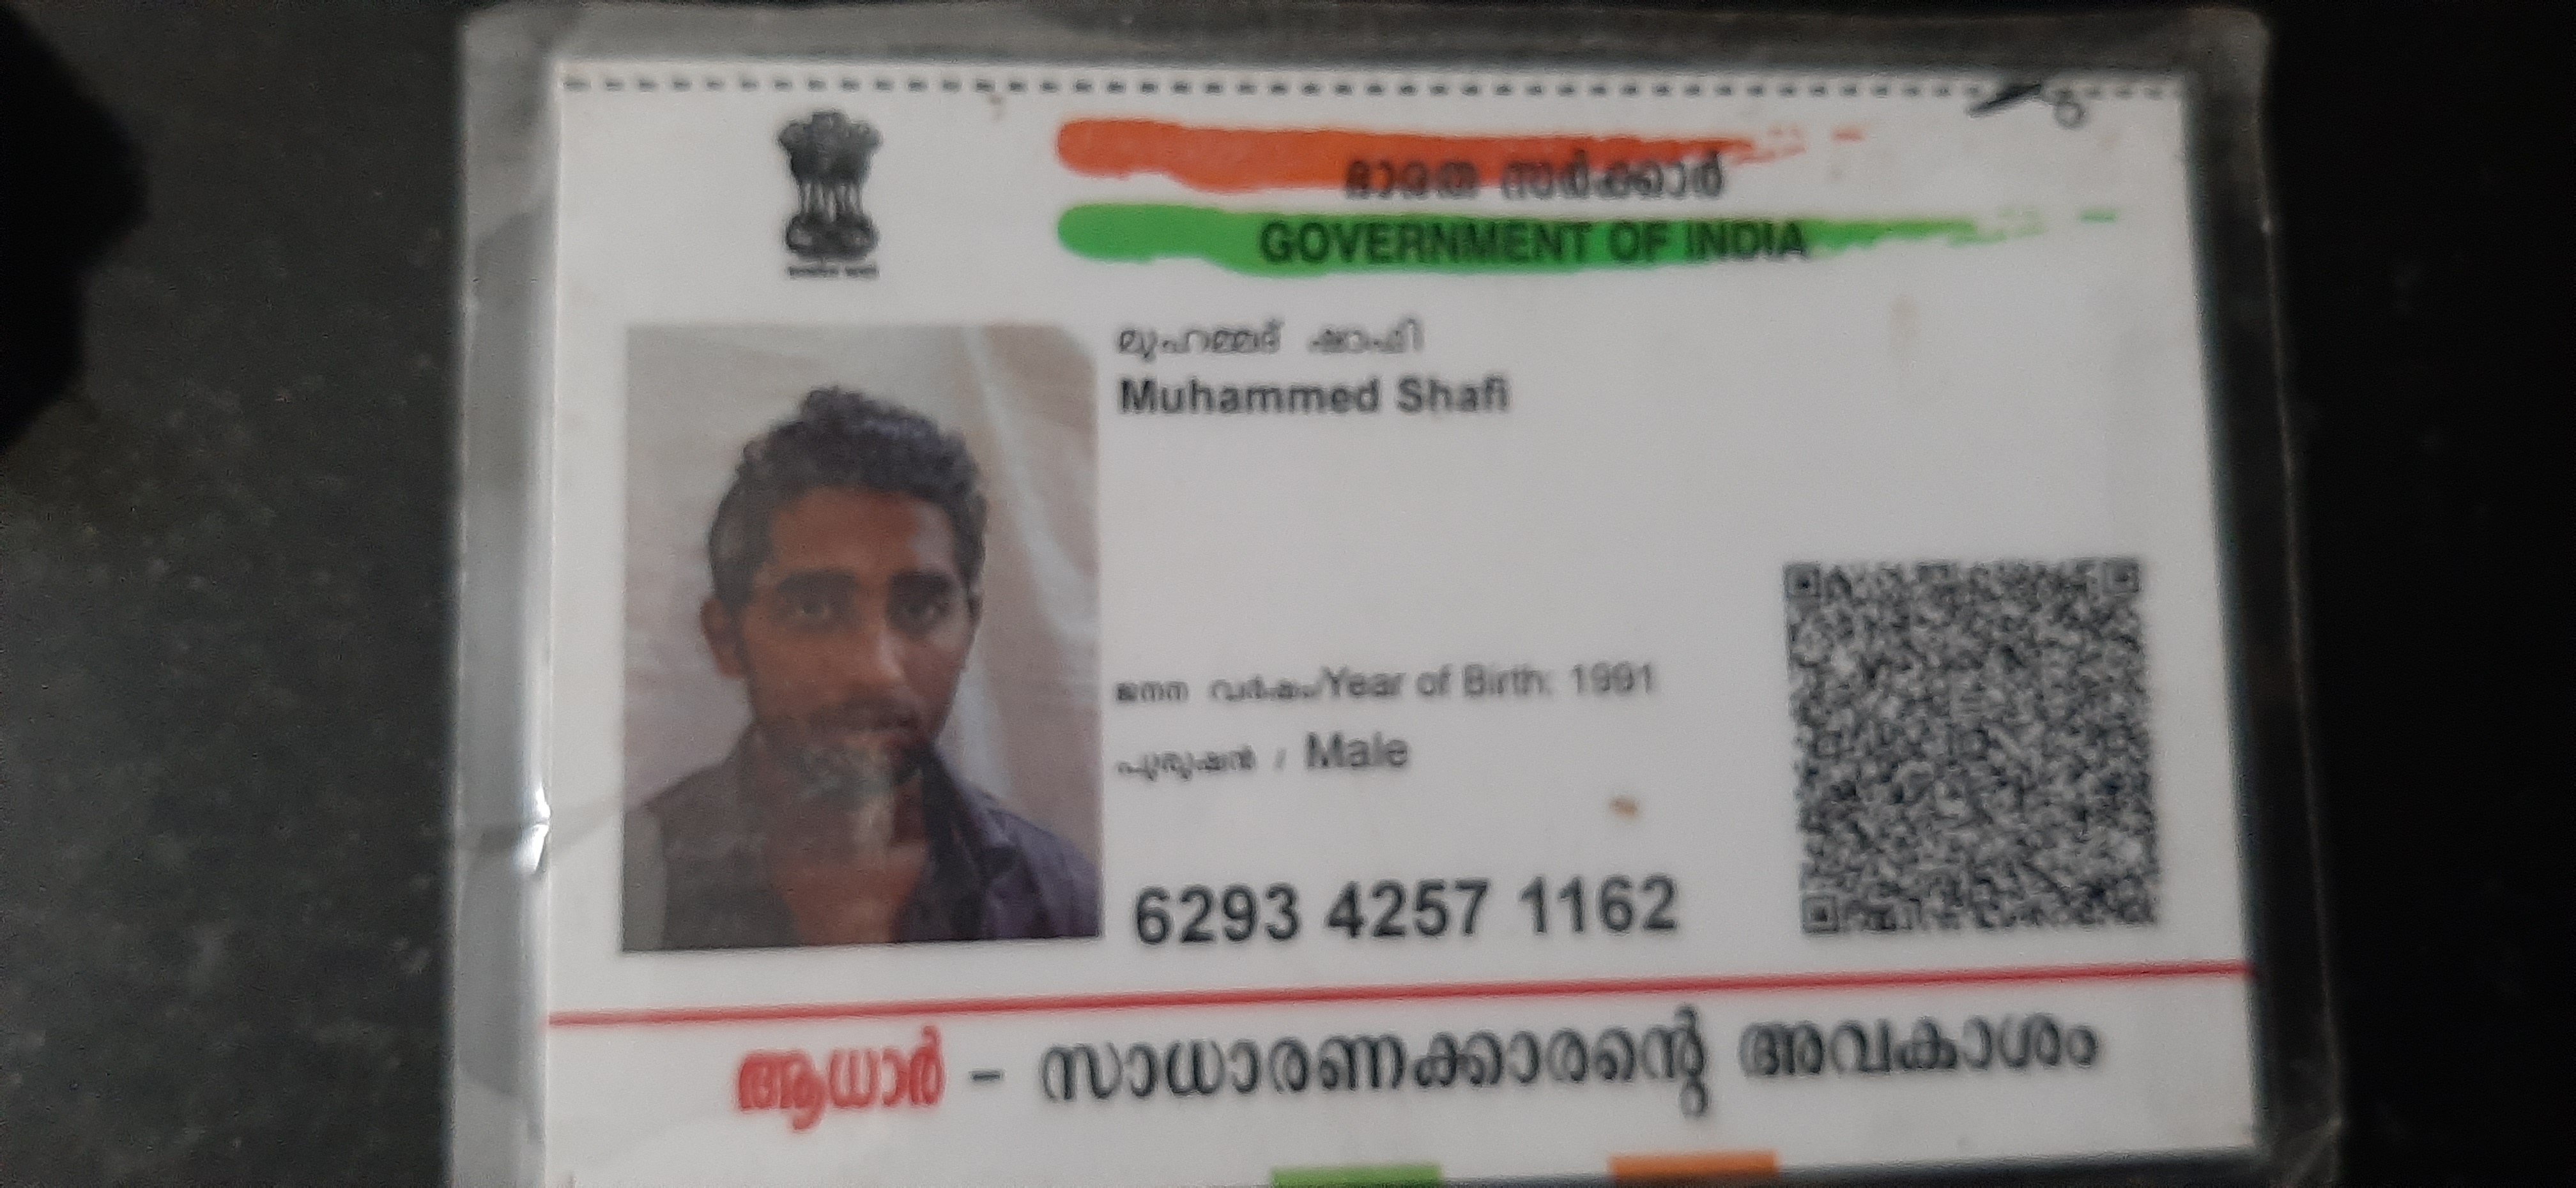 ഭാരത സർക്കാർ
GOVERNMENT OF INDIA
മുഹമ്മദ് ഷാഫി
Muhammed Shafi
ജനന വർഷം/Year of Birth: 1991
പുരുഷൻ / Male
6293 4257 1162
ആധാർ - സാധാരണക്കാരന്റെ അവകാശം